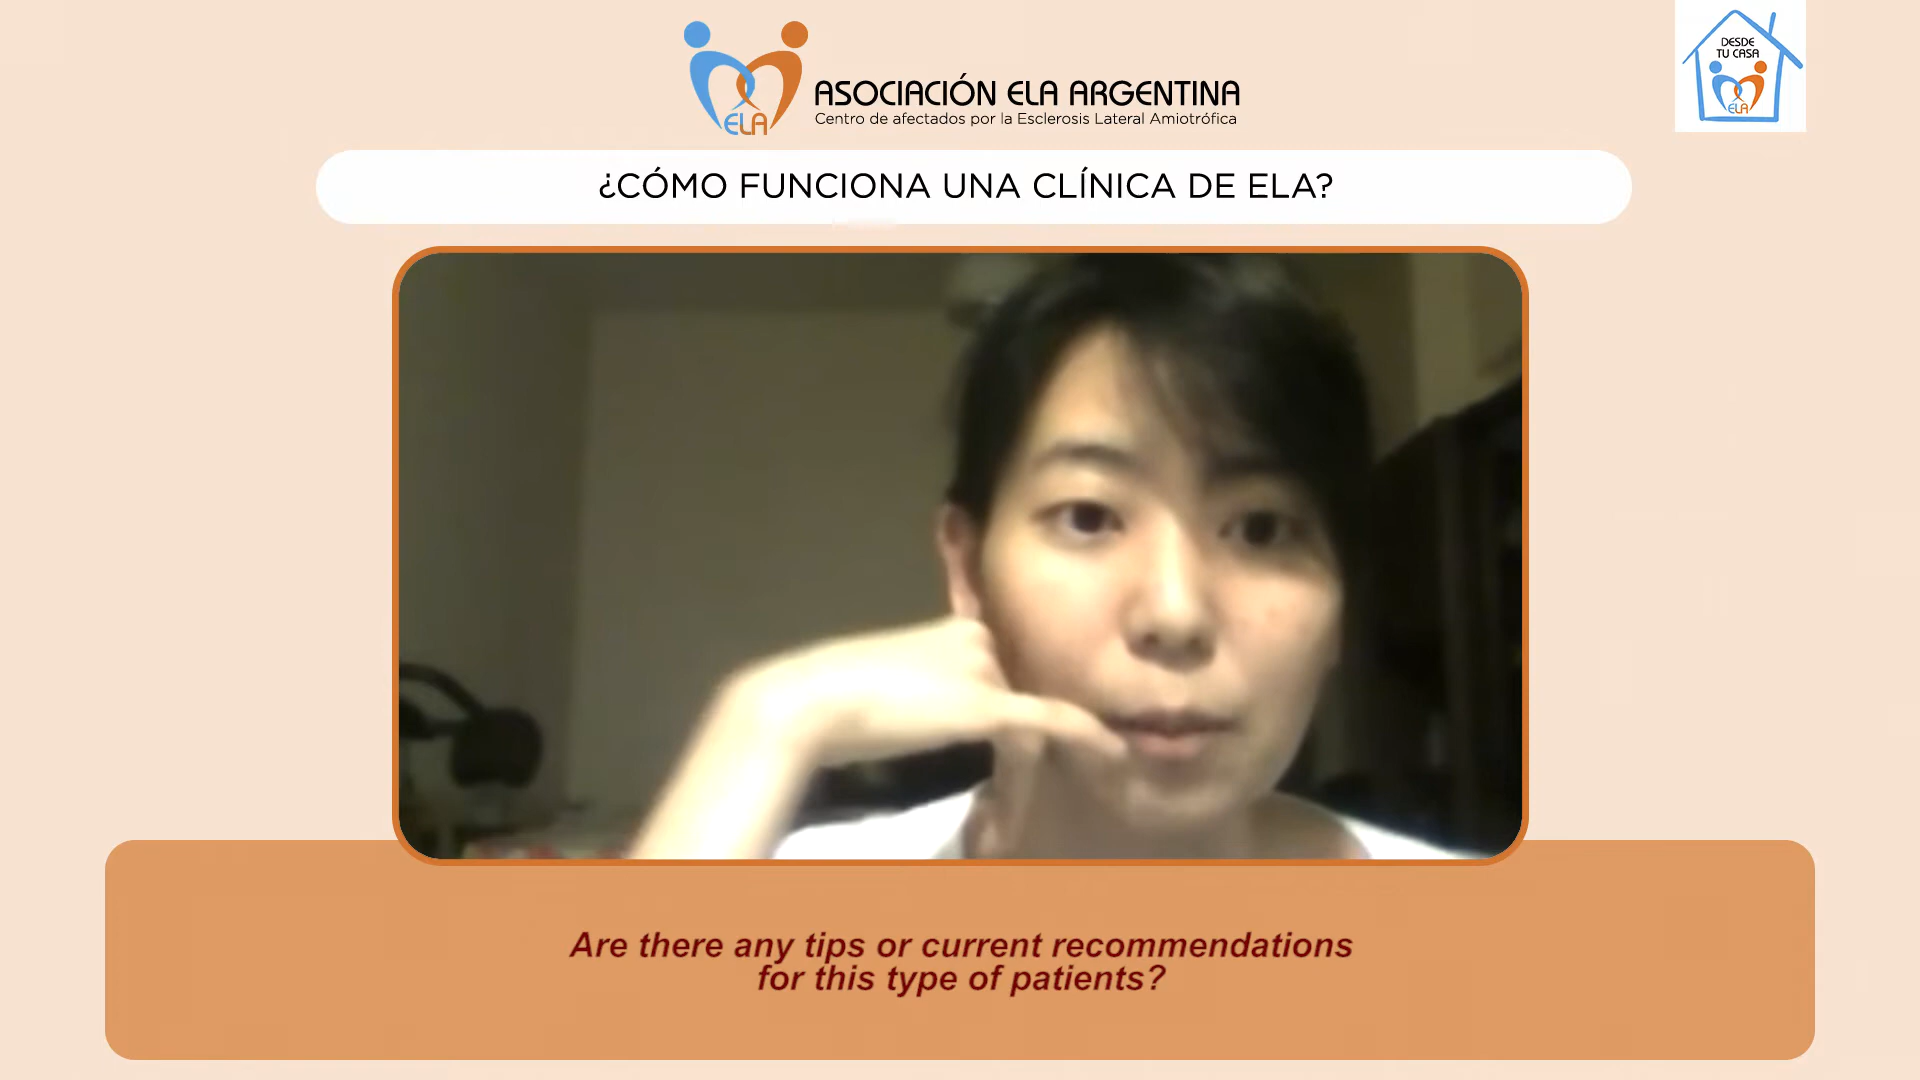 ASOCIACIÓN ELA ARGENTINA
Centro de afectados por la Esclerosis Lateral Amiotrófica
ELA
DESDE
TU CASA
ELA
¿CÓMO FUNCIONA UNA CLÍNICA DE ELA?
Are there any tips or current recommendations
for this type of patients?